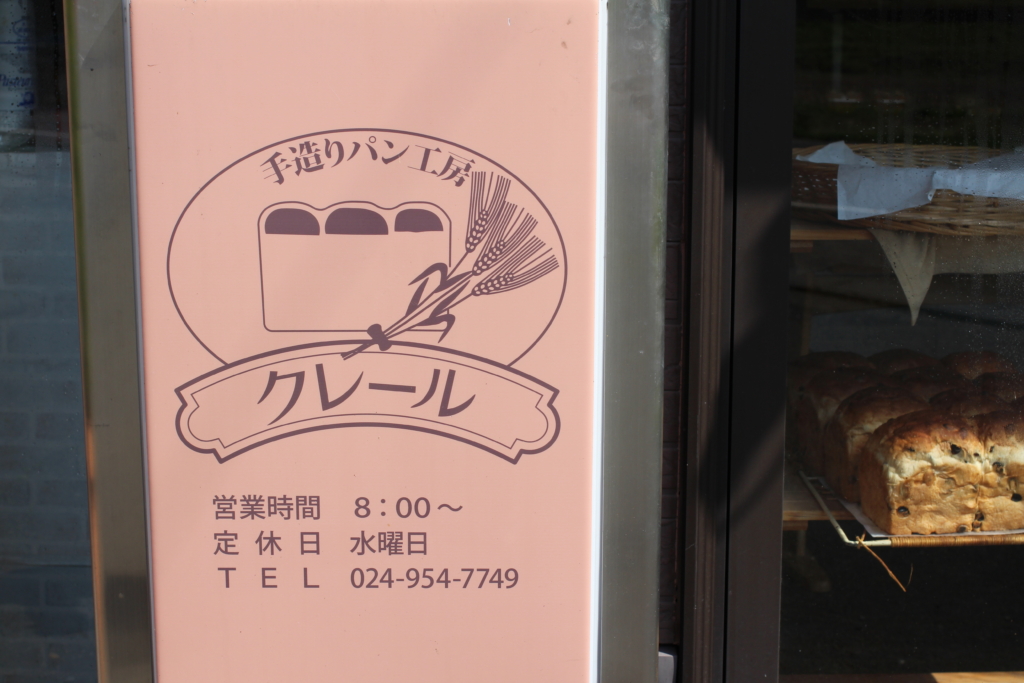 手造りパン工房
クレール
営業時間 8:00~
定休日 水曜日
TEL 024-954-7749